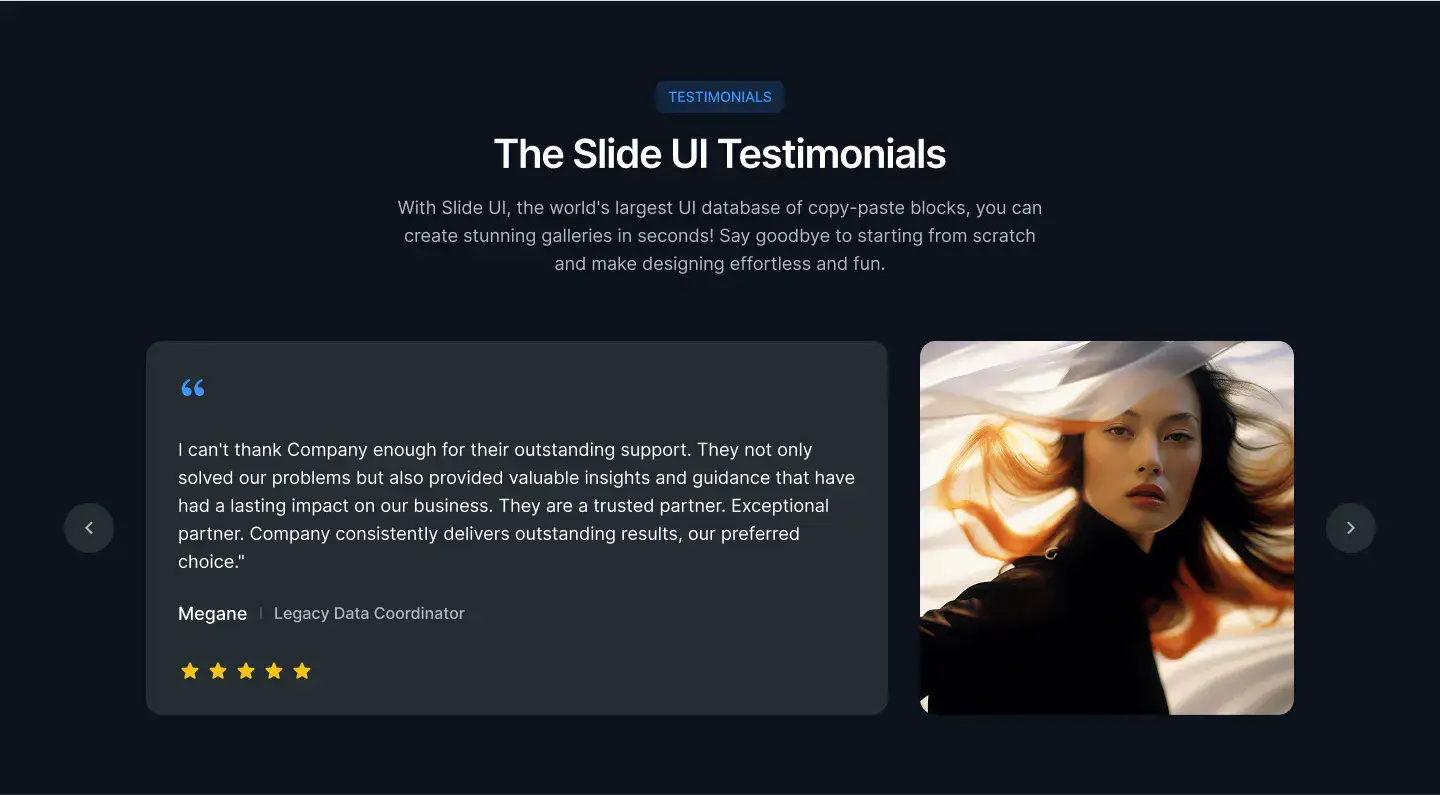 TESTIMONIALS
The Slide UI Testimonials
With Slide UI, the world's largest UI database of copy-paste blocks, you can
create stunning galleries in seconds! Say goodbye to starting from scratch
and make designing effortless and fun.
“
I can't thank Company enough for their outstanding support. They not only
solved our problems but also provided valuable insights and guidance that have
had a lasting impact on our business. They are a trusted partner. Exceptional
partner. Company consistently delivers outstanding results, our preferred
choice."
Megane | Legacy Data Coordinator